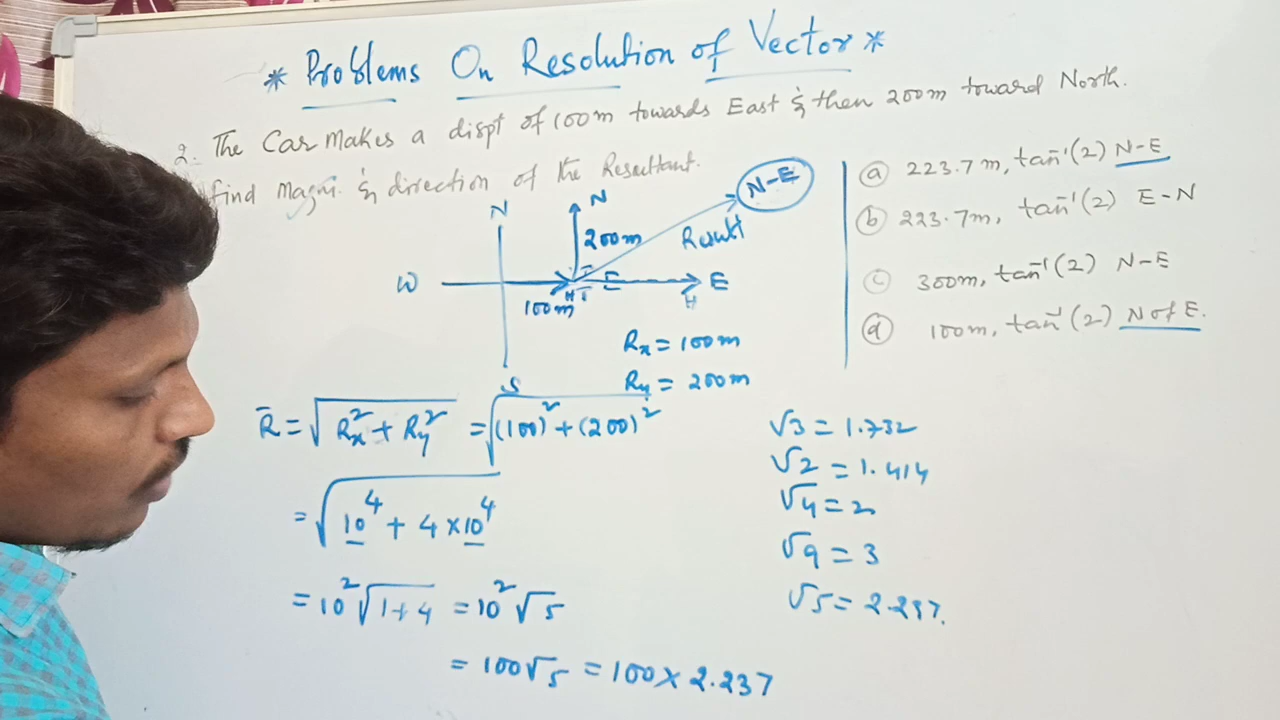 * Problems On Resolution of Vector *
2. The Car Makes a dispt of 100m towards East & then 200m toward North.
find Magni. & direction of the Resultant.
ⓐ 223.7m, tan⁻¹(2) N-E
ⓑ 223.7m, tan⁻¹(2) E-N
ⓒ 300m, tan⁻¹(2) N-E
ⓓ 100m, tan⁻¹(2) N of E.
N
N
N-E
200m
Result
W
T
E
E
100m
H T
H
S
Rx = 100m
Ry = 200m
R̄ = √(Rx² + Ry²) = √((100)² + (200)²)
= √(10⁴ + 4×10⁴)
= 10²√(1+4) = 10²√5
= 100√5 = 100 × 2.237
√3 = 1.732
√2 = 1.414
√4 = 2
√9 = 3
√5 = 2.237.